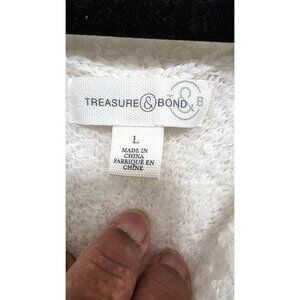 TREASURE & BOND
T & B
L
MADE IN
CHINA
FABRIQUÉ EN
CHINE